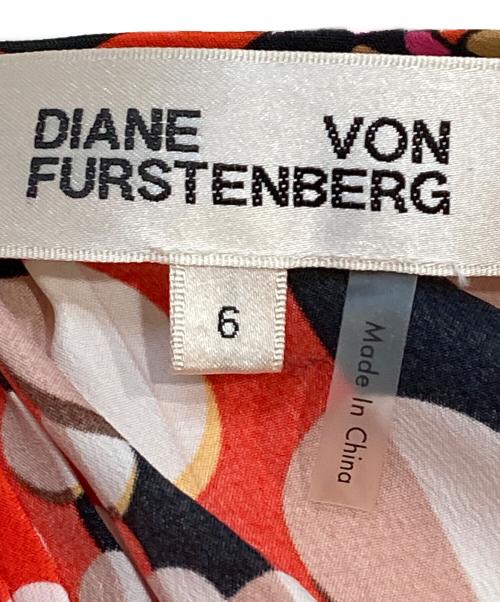 DIANE VON
FURSTENBERG
6
Made In China